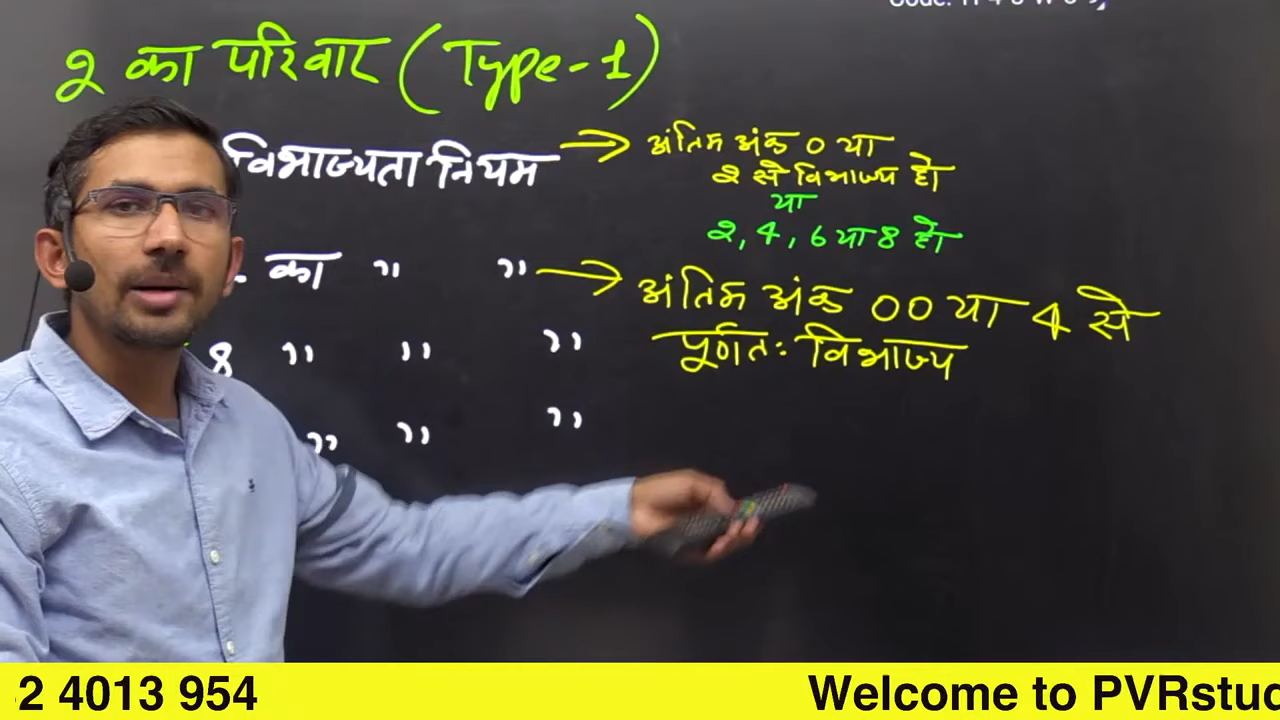 2 का परिवार (Type-1)
विभाज्यता नियम → अंतिम अंक 0 या
2 से विभाज्य हो
या
2, 4, 6 या 8 हो
का " " → अंतिम अंक 00 या 4 से
पूर्णतः विभाज्य
8 " " "
" " "
2 4013 954
Welcome to PVRstud